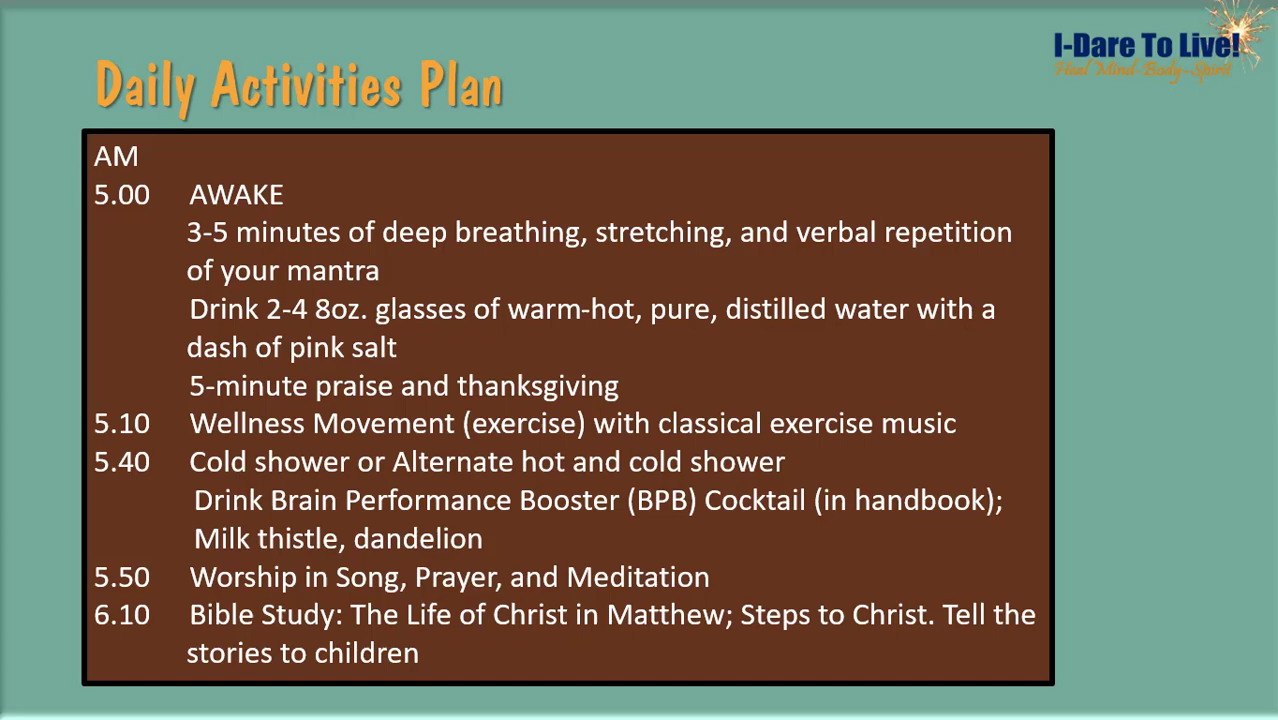 I-Dare To Live!
Heal Mind-Body-Spirit
Daily Activities Plan
AM
5.00 AWAKE
3-5 minutes of deep breathing, stretching, and verbal repetition
of your mantra
Drink 2-4 8oz. glasses of warm-hot, pure, distilled water with a
dash of pink salt
5-minute praise and thanksgiving
5.10 Wellness Movement (exercise) with classical exercise music
5.40 Cold shower or Alternate hot and cold shower
Drink Brain Performance Booster (BPB) Cocktail (in handbook);
Milk thistle, dandelion
5.50 Worship in Song, Prayer, and Meditation
6.10 Bible Study: The Life of Christ in Matthew; Steps to Christ. Tell the
stories to children